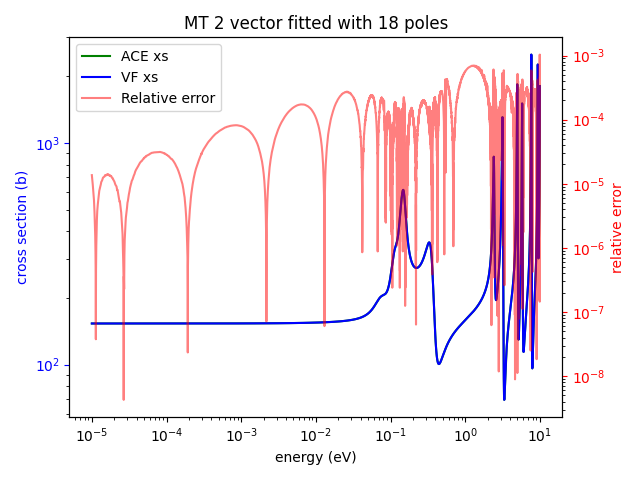 MT 2 vector fitted with 18 poles
ACE xs
VF xs
Relative error
cross section (b)
10³
10²
10⁻³
10⁻⁴
10⁻⁵
10⁻⁶
10⁻⁷
10⁻⁸
relative error
10⁻⁵ 10⁻⁴ 10⁻³ 10⁻² 10⁻¹ 10⁰ 10¹
energy (eV)